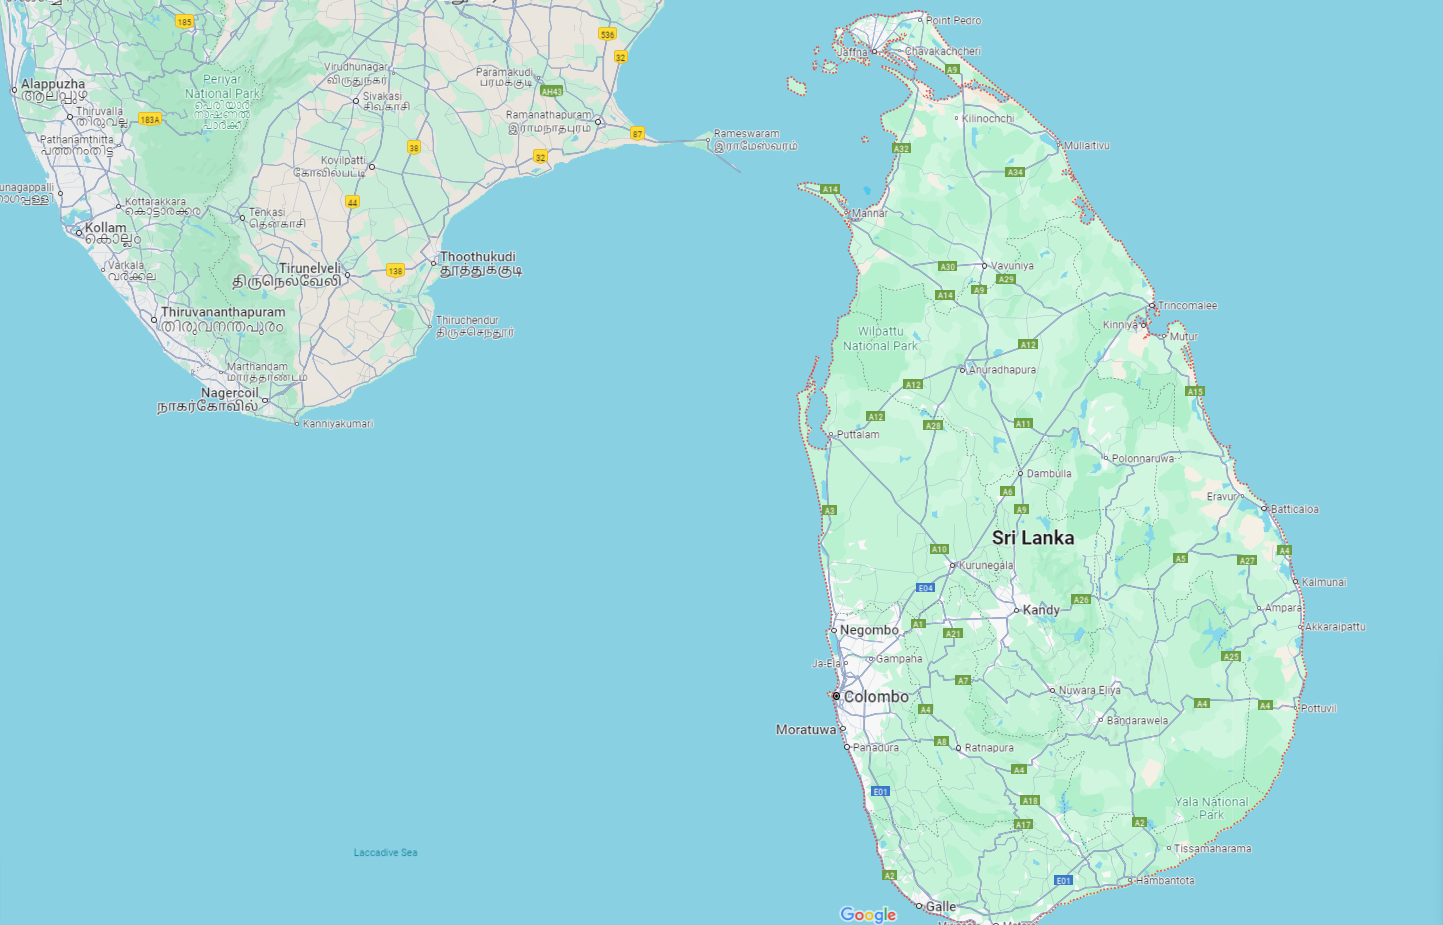 185
536
32
Point Pedro
Jaffna
Chavakachcheri
A9
Virudhunagar
விருதுநகர்
Paramakudi
பரமக்குடி
Alappuzha
ആലപ്പുഴ
Periyar
National Park
பெரியார்
AH43
Sivakasi
சிவகாசி
Thiruvalla
തിരുവല്ല
183A
Ramanathapuram
இராமநாதபுரம்
Kilinochchi
87
Rameswaram
இராமேஸ்வரம்
Pathanamthitta
പത്തനംതിട്ട
38
32
A32
Mullaitivu
Kovilpatti
கோவில்பட்டி
A34
unagappalli
A14
44
Kottarakkara
കൊട്ടാരക്കര
Tenkasi
தென்காசி
Mannar
Kollam
കൊല്ലം
Thoothukudi
தூத்துக்குடி
Varkala
വർക്കല
Tirunelveli
திருநெல்வேலி
138
A30
Vavuniya
A29
A9
A14
Trincomalee
Thiruvananthapuram
തിരുവനന്തപുരം
Thiruchendur
திருச்செந்தூர்
Kinniya
Mutur
Wilpattu
National Park
A12
Marthandam
மார்த்தாண்டம்
Anuradhapura
A12
A15
Nagercoil
நாகர்கோவில்
Kanniyakumari
A12
A28
A11
Puttalam
Polonnaruwa
Dambulla
A6
Eravur
A3
A9
Batticaloa
Sri Lanka
A10
A4
A5
A27
Kurunegala
Kalmunai
E04
A26
Kandy
Ampara
A1
Negombo
A21
Akkaraipattu
A25
Ja-Ela
Gampaha
A7
Nuwara Eliya
Colombo
A4
A4
A4
Pottuvil
Bandarawela
Moratuwa
A8
Panadura
Ratnapura
A4
E01
A18
Yala National
Park
A17
A2
Laccadive Sea
Tissamaharama
A2
E01
Hambantota
Galle
Google